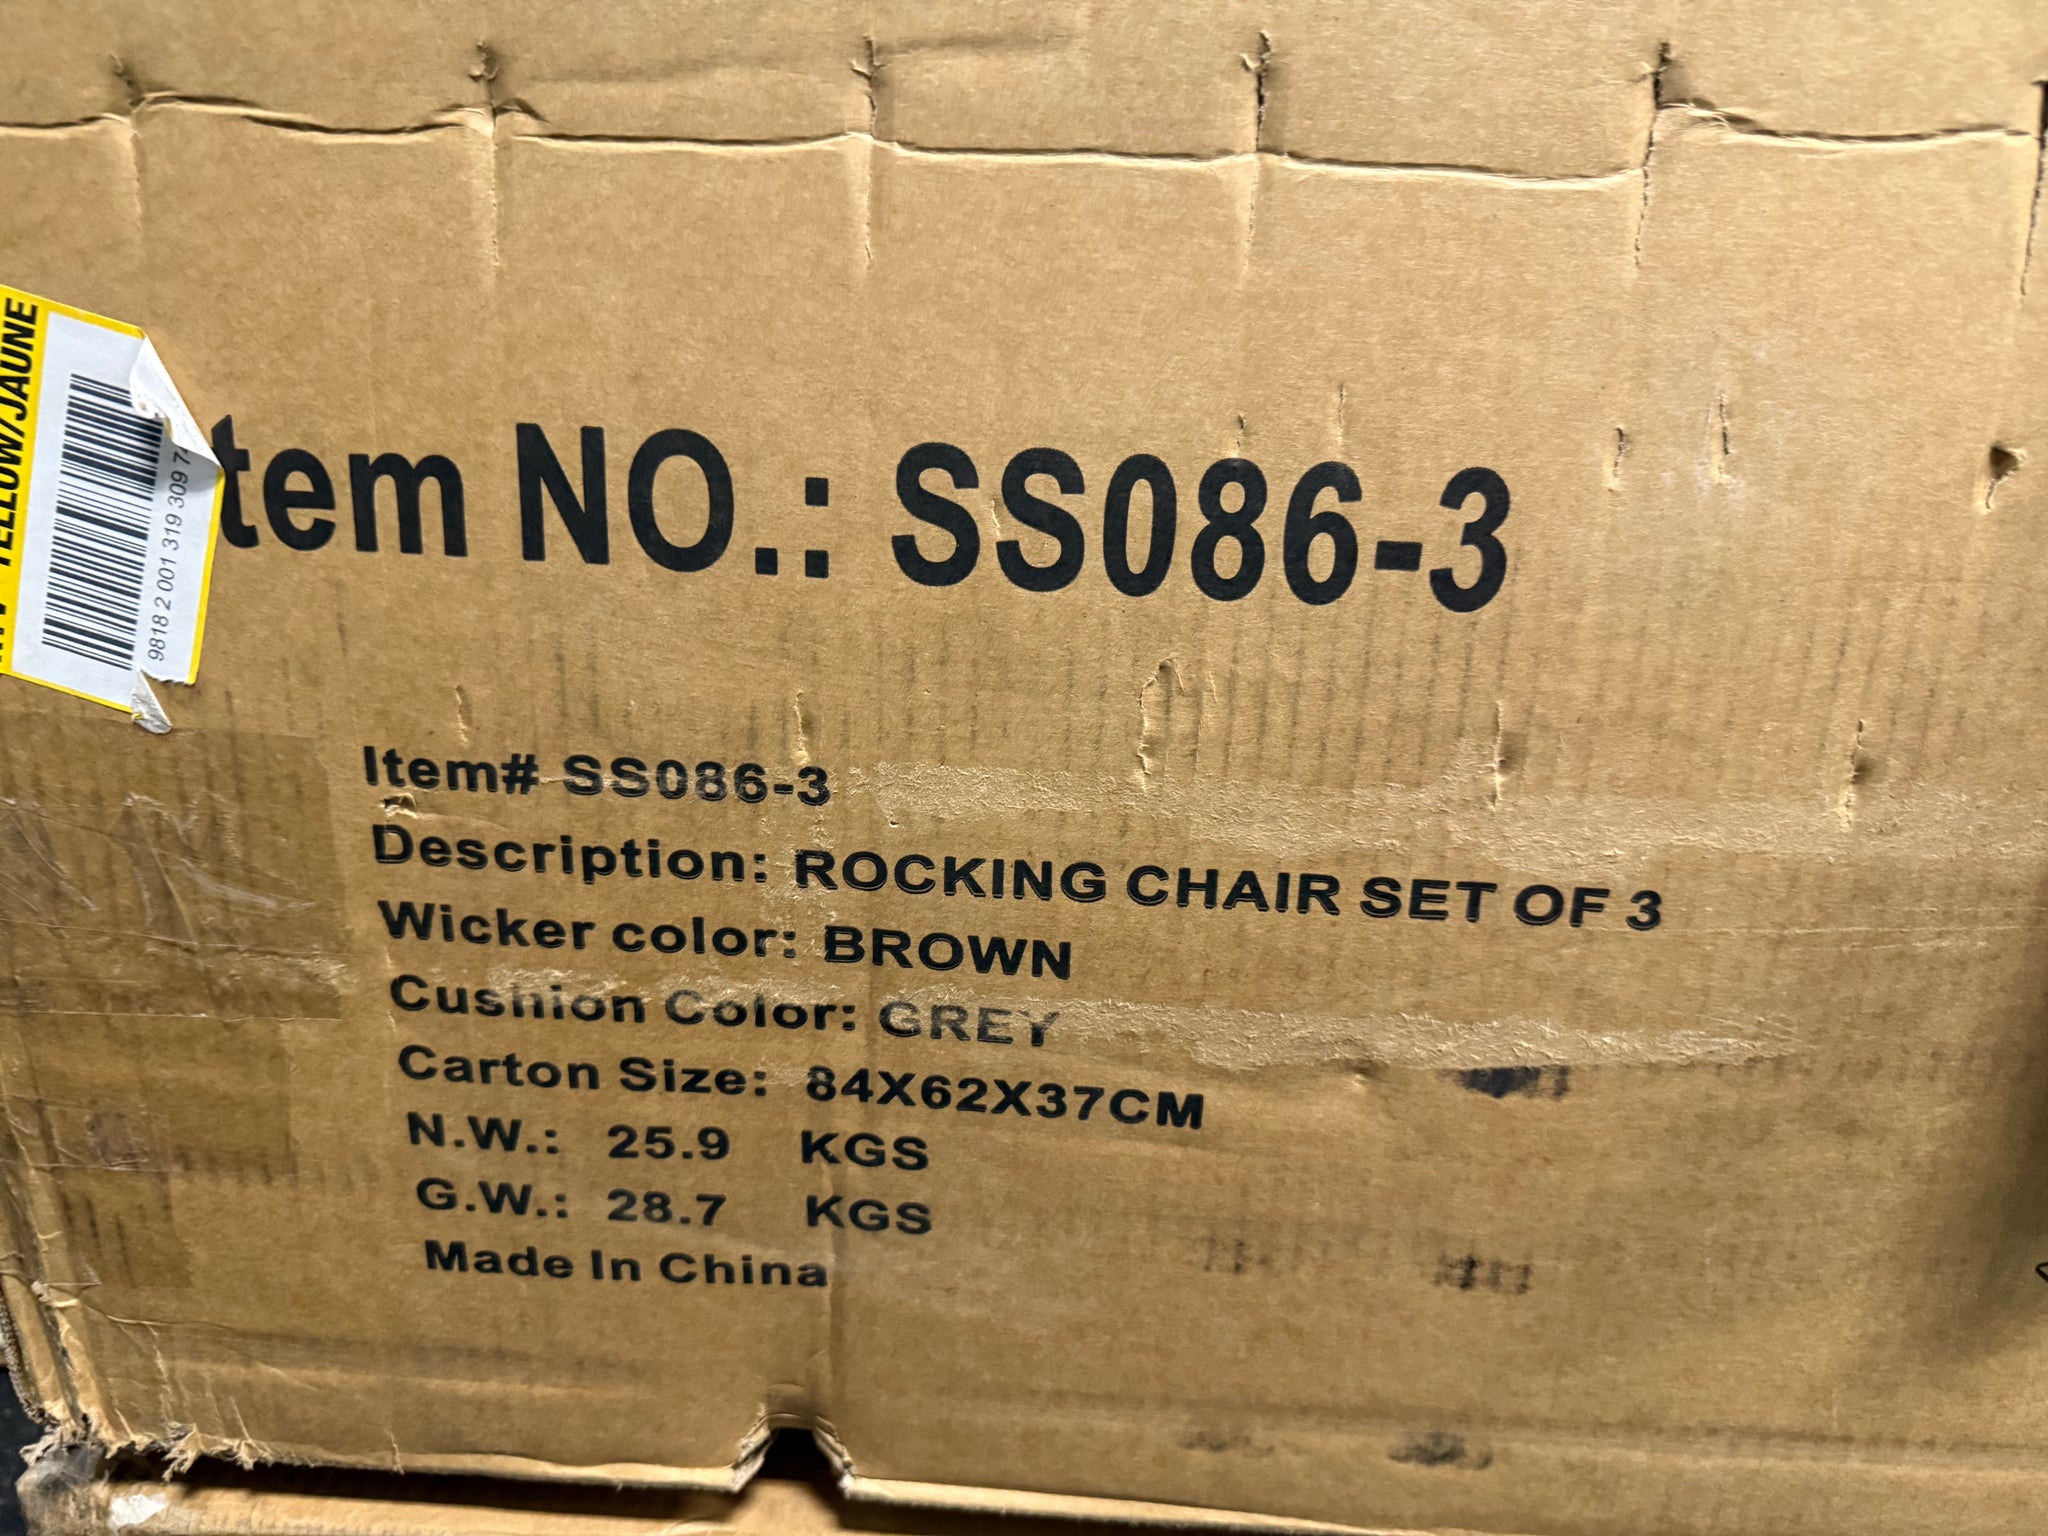 YELLOW/JAUNE
9818 2 001 319 309 7
tem NO.: SS086-3
Item# SS086-3
Description: ROCKING CHAIR SET OF 3
Wicker color: BROWN
Cushion Color: GREY
Carton Size: 84X62X37CM
N.W.: 25.9 KGS
G.W.: 28.7 KGS
Made In China